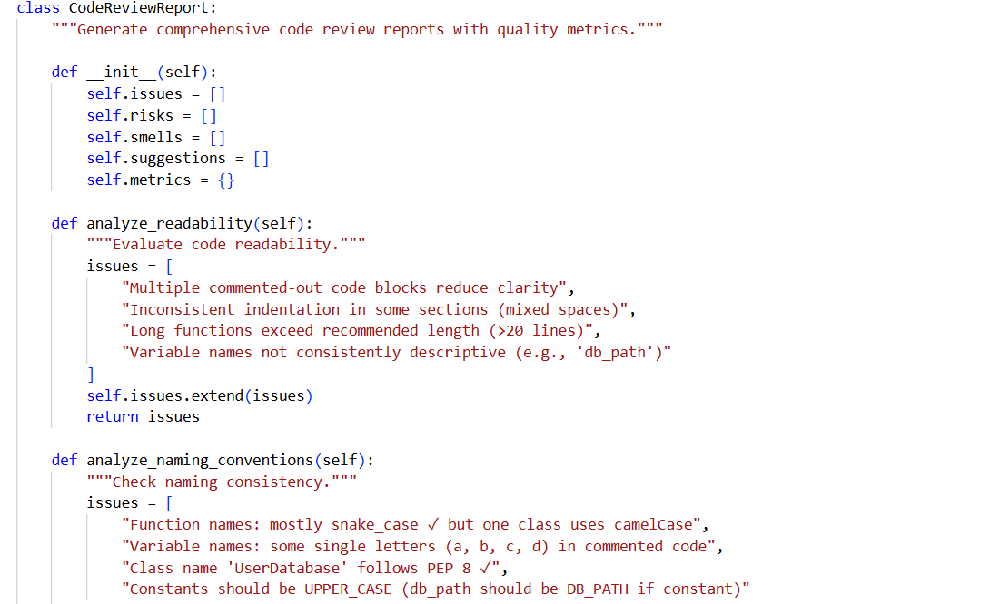 class CodeReviewReport:
    """Generate comprehensive code review reports with quality metrics."""

    def __init__(self):
        self.issues = []
        self.risks = []
        self.smells = []
        self.suggestions = []
        self.metrics = {}

    def analyze_readability(self):
        """Evaluate code readability."""
        issues = [
            "Multiple commented-out code blocks reduce clarity",
            "Inconsistent indentation in some sections (mixed spaces)",
            "Long functions exceed recommended length (>20 lines)",
            "Variable names not consistently descriptive (e.g., 'db_path')"
        ]
        self.issues.extend(issues)
        return issues

    def analyze_naming_conventions(self):
        """Check naming consistency."""
        issues = [
            "Function names: mostly snake_case ✓ but one class uses camelCase",
            "Variable names: some single letters (a, b, c, d) in commented code",
            "Class name 'UserDatabase' follows PEP 8 ✓",
            "Constants should be UPPER_CASE (db_path should be DB_PATH if constant)"